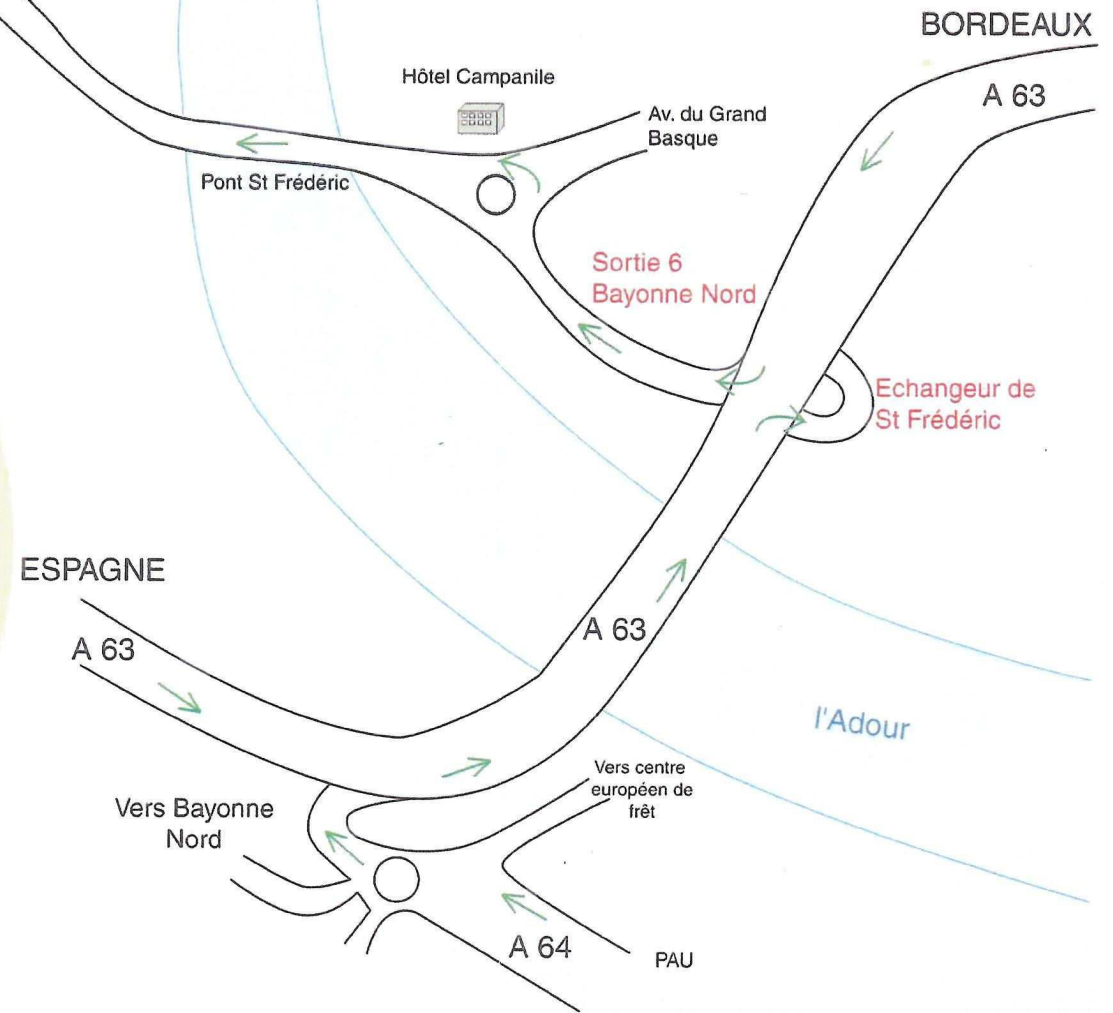 BORDEAUX
A 63
Hôtel Campanile
Av. du Grand
Basque
Pont St Frédéric
Sortie 6
Bayonne Nord
Echangeur de
St Frédéric
ESPAGNE
A 63
A 63
l'Adour
Vers centre
européen de
frêt
Vers Bayonne
Nord
A 64
PAU